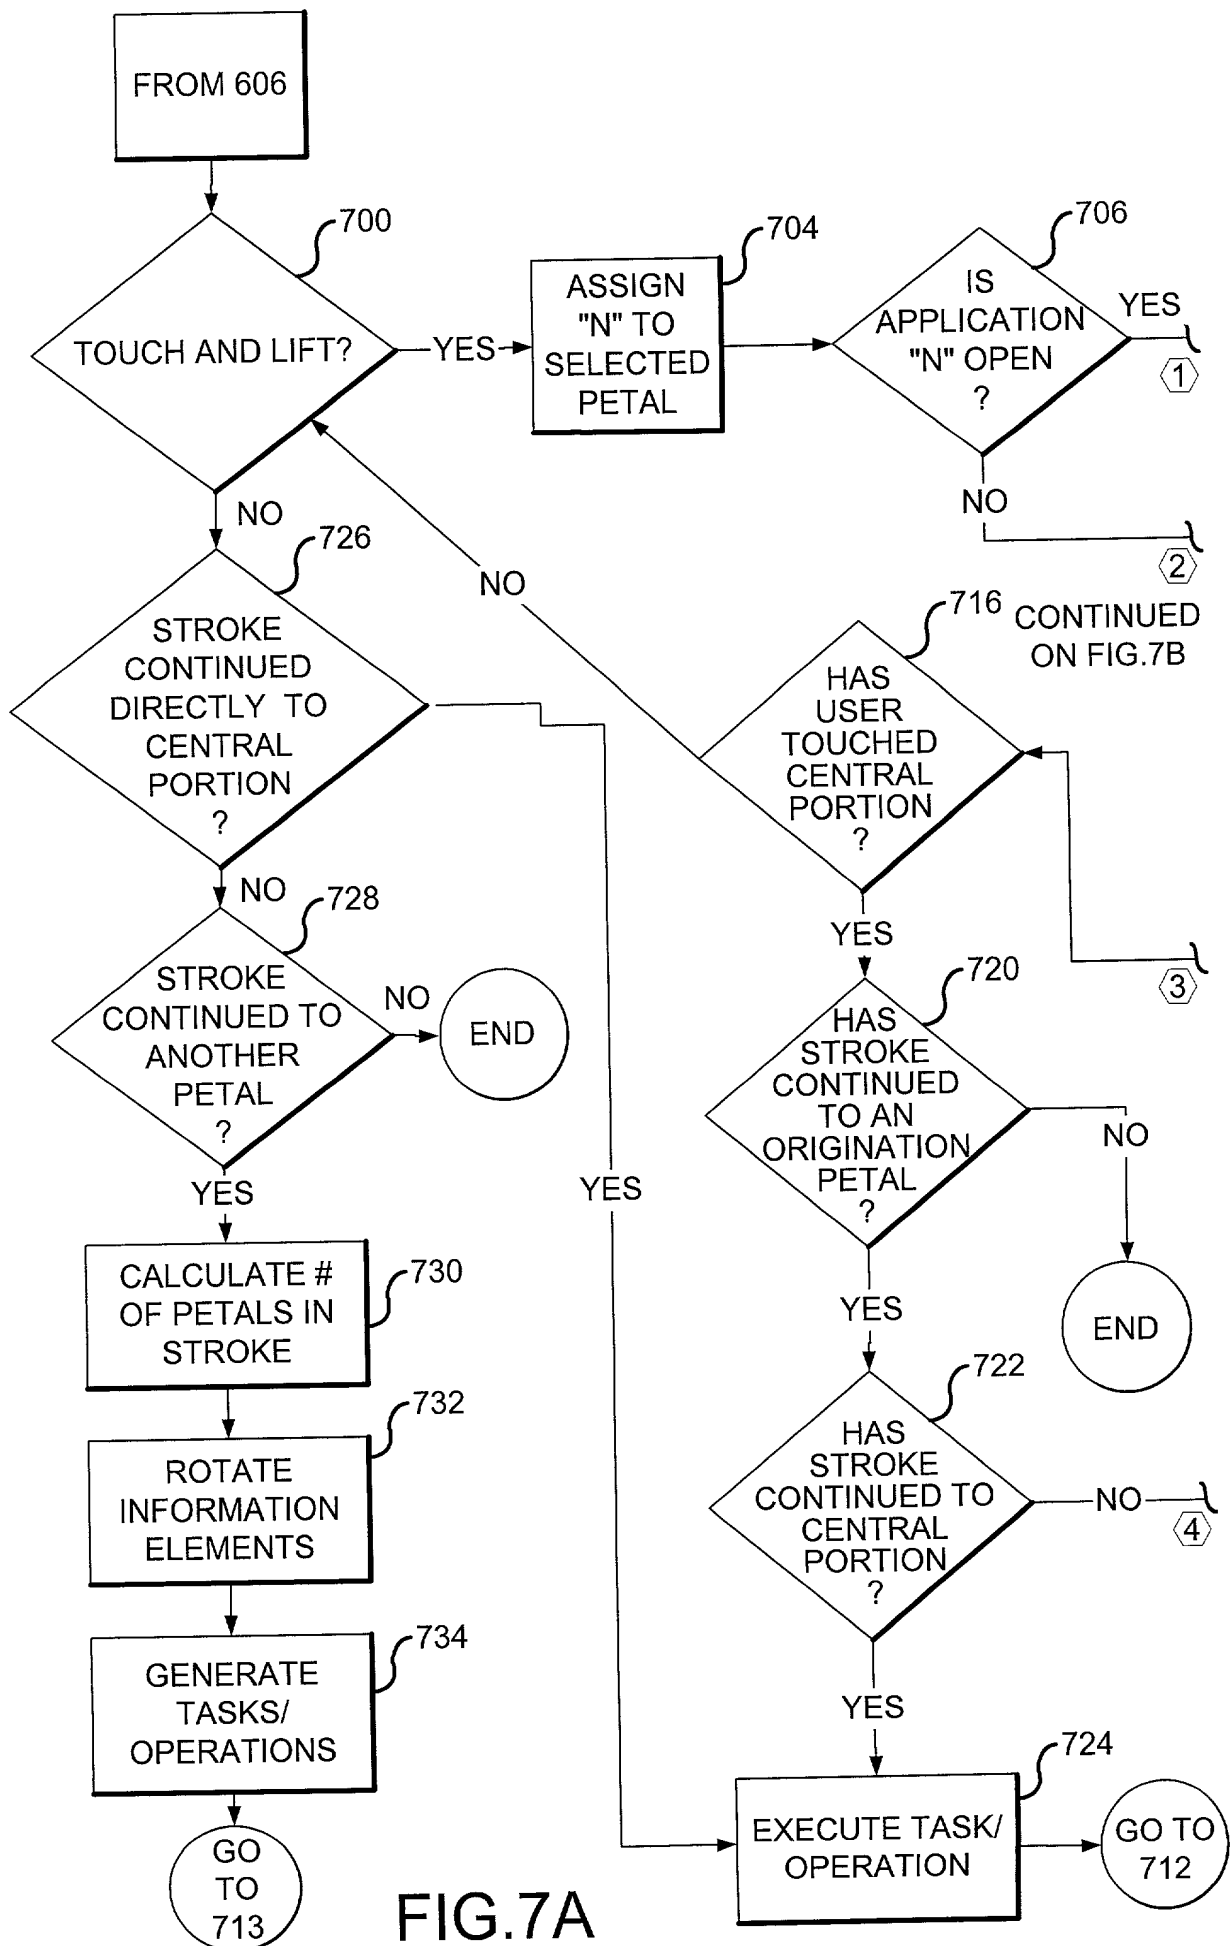 FROM 606
700
TOUCH AND LIFT?
YES
704
ASSIGN
"N" TO
SELECTED
PETAL
706
IS
APPLICATION
"N" OPEN
?
YES
1
NO
2
CONTINUED
ON FIG.7B
NO
726
STROKE
CONTINUED
DIRECTLY TO
CENTRAL
PORTION
?
NO
YES
728
STROKE
CONTINUED TO
ANOTHER
PETAL
?
NO
END
YES
730
CALCULATE #
OF PETALS IN
STROKE
732
ROTATE
INFORMATION
ELEMENTS
734
GENERATE
TASKS/
OPERATIONS
GO
TO
713
NO
716
HAS
USER
TOUCHED
CENTRAL
PORTION
?
3
YES
720
HAS
STROKE
CONTINUED
TO AN
ORIGINATION
PETAL
?
NO
END
YES
722
HAS
STROKE
CONTINUED TO
CENTRAL
PORTION
?
NO
4
YES
724
EXECUTE TASK/
OPERATION
GO TO
712
FIG.7A